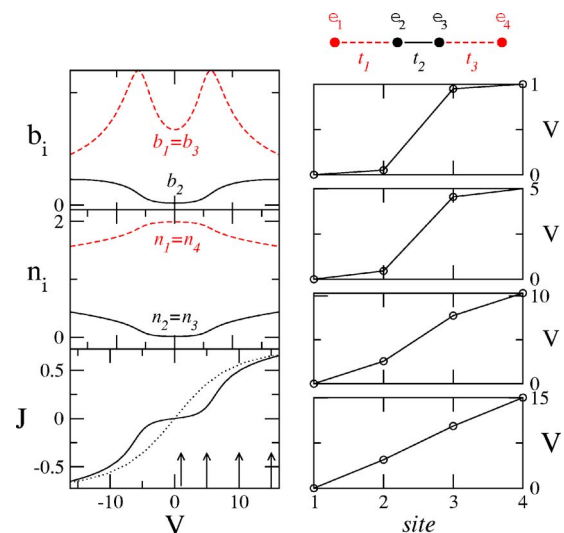 e₁ e₂ e₃ e₄
t₁ t₂ t₃
bᵢ
b₁=b₃
b₂
0
2
nᵢ
n₁=n₄
n₂=n₃
0
0.5
J
0
-0.5
-10 0 10
V
1
V
0
5
V
0
10
V
0
15
V
0
1 2 3 4
site